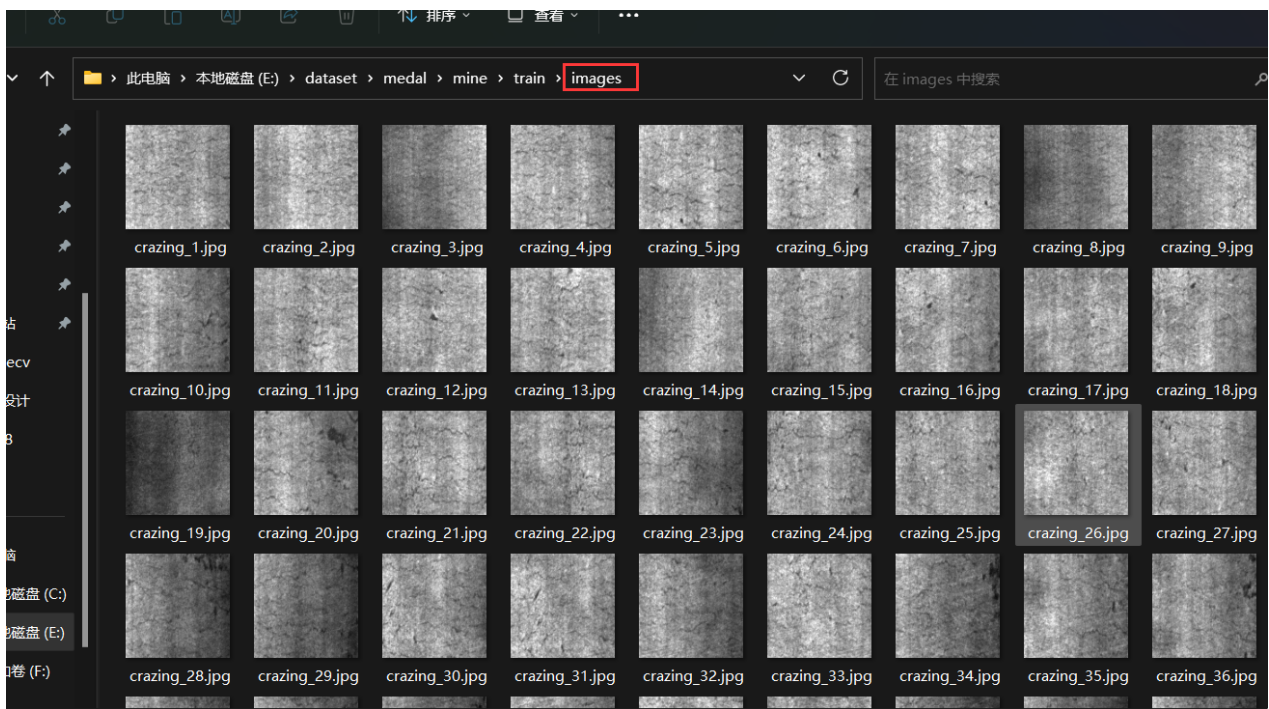 排序 查看 •••
此电脑 › 本地磁盘 (E:) › dataset › medal › mine › train › images
在 images 中搜索
crazing_1.jpg crazing_2.jpg crazing_3.jpg crazing_4.jpg crazing_5.jpg crazing_6.jpg crazing_7.jpg crazing_8.jpg crazing_9.jpg
站
ecv
crazing_10.jpg crazing_11.jpg crazing_12.jpg crazing_13.jpg crazing_14.jpg crazing_15.jpg crazing_16.jpg crazing_17.jpg crazing_18.jpg
设计
8
crazing_19.jpg crazing_20.jpg crazing_21.jpg crazing_22.jpg crazing_23.jpg crazing_24.jpg crazing_25.jpg crazing_26.jpg crazing_27.jpg
脑
地磁盘 (C:)
地磁盘 (E:)
卷 (F:)
crazing_28.jpg crazing_29.jpg crazing_30.jpg crazing_31.jpg crazing_32.jpg crazing_33.jpg crazing_34.jpg crazing_35.jpg crazing_36.jpg